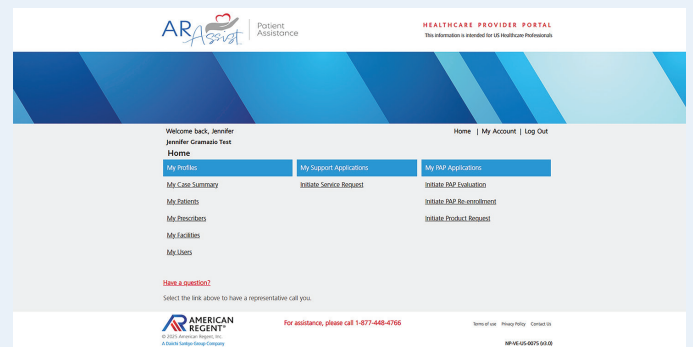 AR Assist
Patient Assistance
HEALTHCARE PROVIDER PORTAL
This information is intended for US Healthcare Professionals
Welcome back, Jennifer
Home | My Account | Log Out
Jennifer Gramazio Test
Home
My Profiles
My Support Applications
My PAP Applications
My Case Summary
Initiate Service Request
Initiate PAP Evaluation
My Patients
Initiate PAP Re-enrollment
My Prescribers
Initiate Product Request
My Facilities
My Users
Have a question?
Select the link above to have a representative call you.
AMERICAN REGENT®
For assistance, please call 1-877-448-4766
Terms of use Privacy Policy Contact Us
© 2025 American Regent, Inc.
A Daiichi Sankyo Group Company
NP-VE-US-0075 (v3.0)